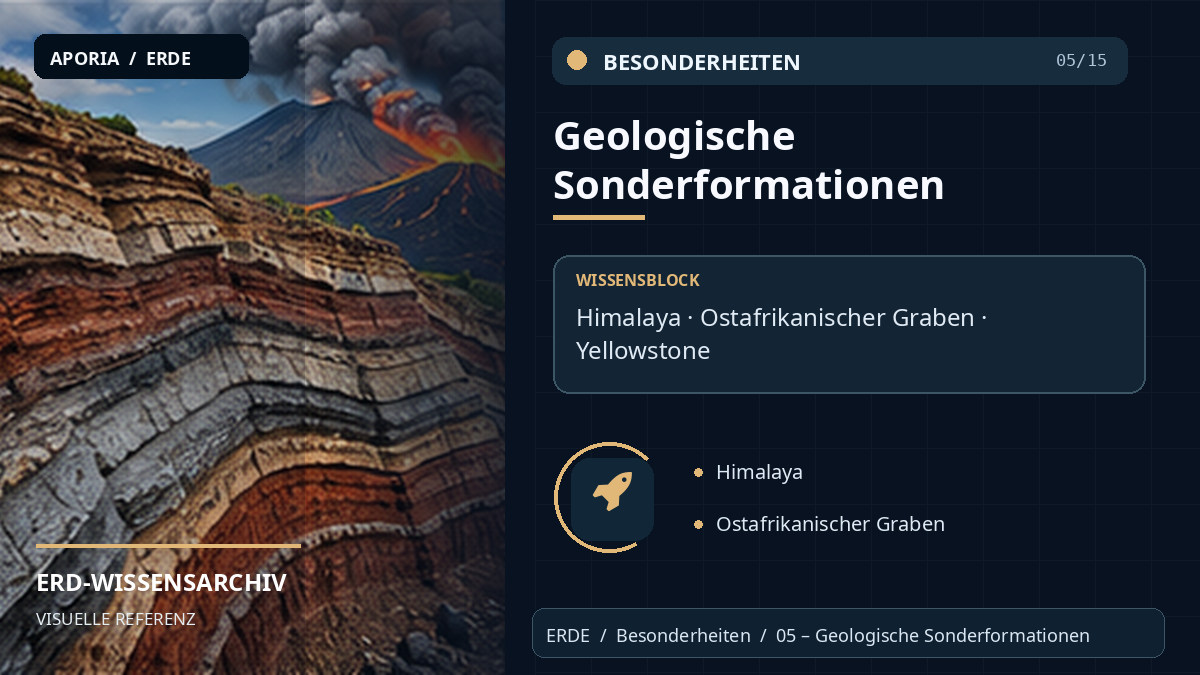 APORIA / ERDE
ERD-WISSENSARCHIV
VISUELLE REFERENZ
BESONDERHEITEN
05/15
Geologische
Sonderformationen
WISSENSBLOCK
Himalaya · Ostafrikanischer Graben ·
Yellowstone
Himalaya
Ostafrikanischer Graben
ERDE / Besonderheiten / 05 – Geologische Sonderformationen